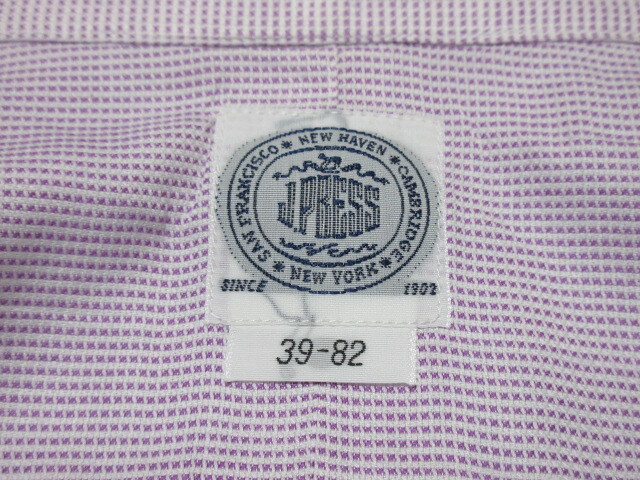 SAN FRANCISCO * NEW HAVEN * CAMBRIDGE * NEW YORK *
J.PRESS
SINCE 1902
39-82